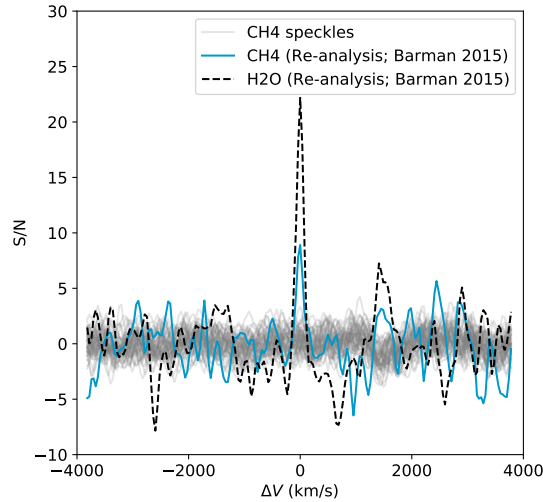 30
25
20
15
10
5
0
−5
−10
S/N
CH4 speckles
CH4 (Re-analysis; Barman 2015)
H2O (Re-analysis; Barman 2015)
−4000 −2000 0 2000 4000
ΔV (km/s)